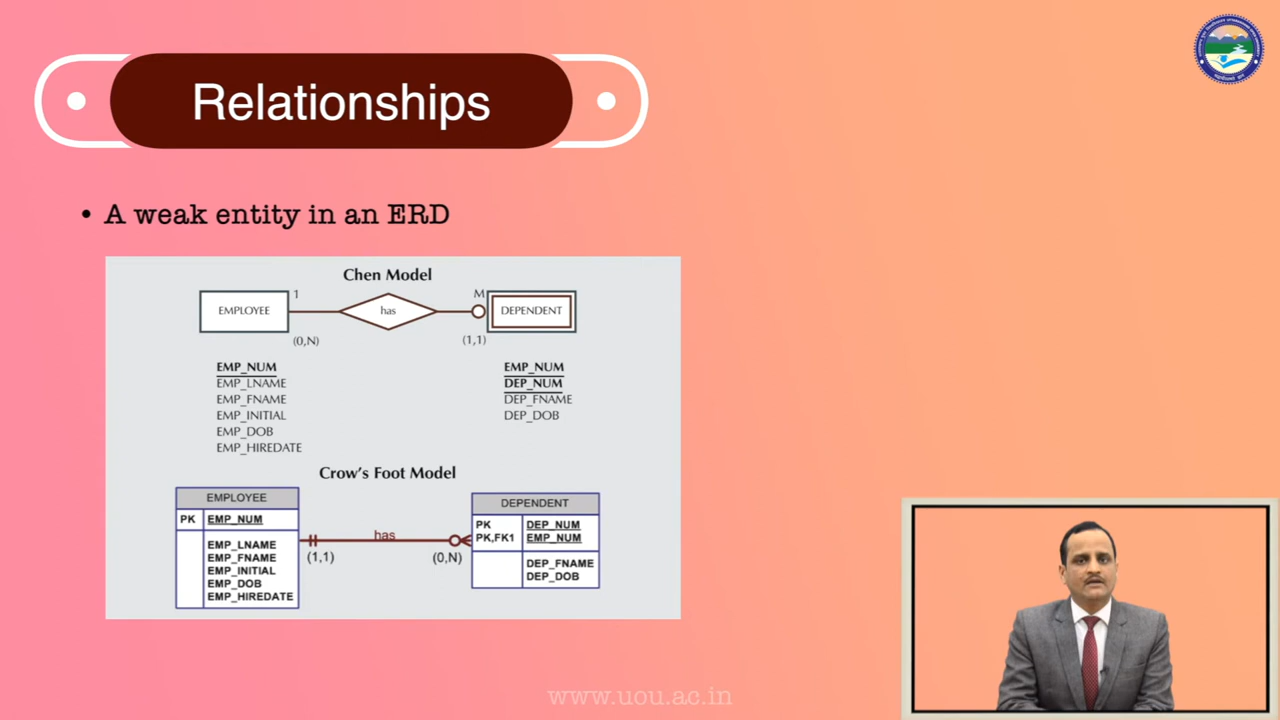 Relationships
• A weak entity in an ERD
Chen Model
EMPLOYEE 1 has M DEPENDENT
(0,N) (1,1)
EMP_NUM
EMP_LNAME
EMP_FNAME
EMP_INITIAL
EMP_DOB
EMP_HIREDATE
EMP_NUM
DEP_NUM
DEP_FNAME
DEP_DOB
Crow's Foot Model
EMPLOYEE
PK EMP_NUM
EMP_LNAME
EMP_FNAME
EMP_INITIAL
EMP_DOB
EMP_HIREDATE
has
(1,1) (0,N)
DEPENDENT
PK DEP_NUM
PK,FK1 EMP_NUM
DEP_FNAME
DEP_DOB
www.uou.ac.in